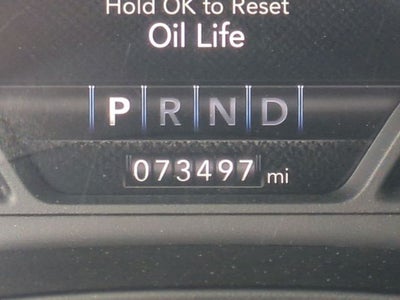 Hold OK to Reset
Oil Life
P R N D
073497 mi